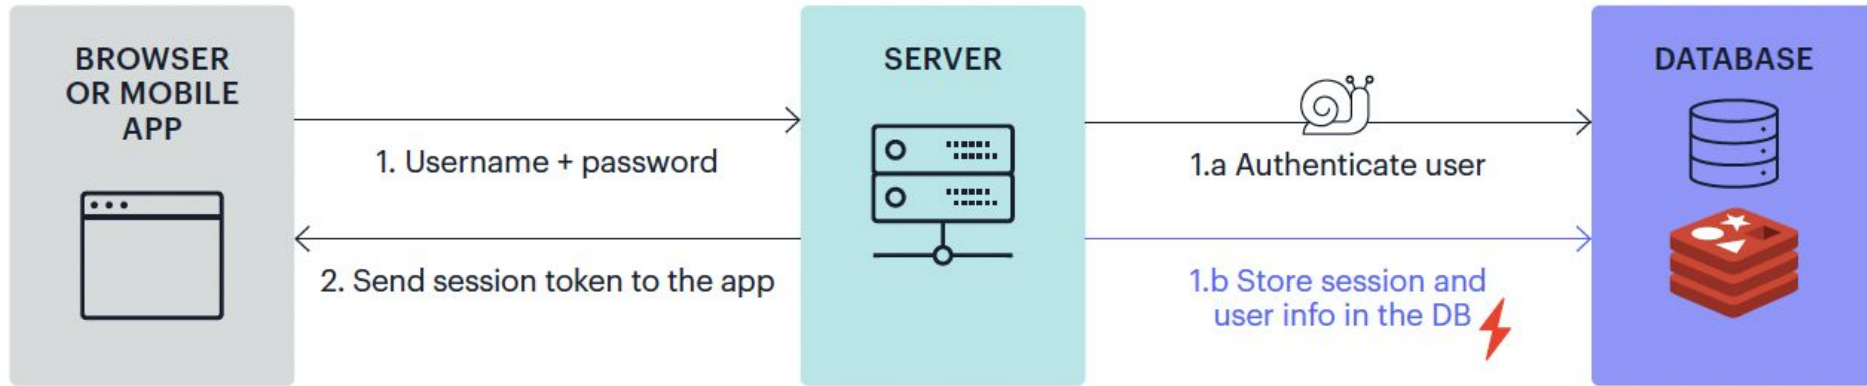 BROWSER
OR MOBILE
APP
1. Username + password
2. Send session token to the app
SERVER
1.a Authenticate user
1.b Store session and
user info in the DB
DATABASE